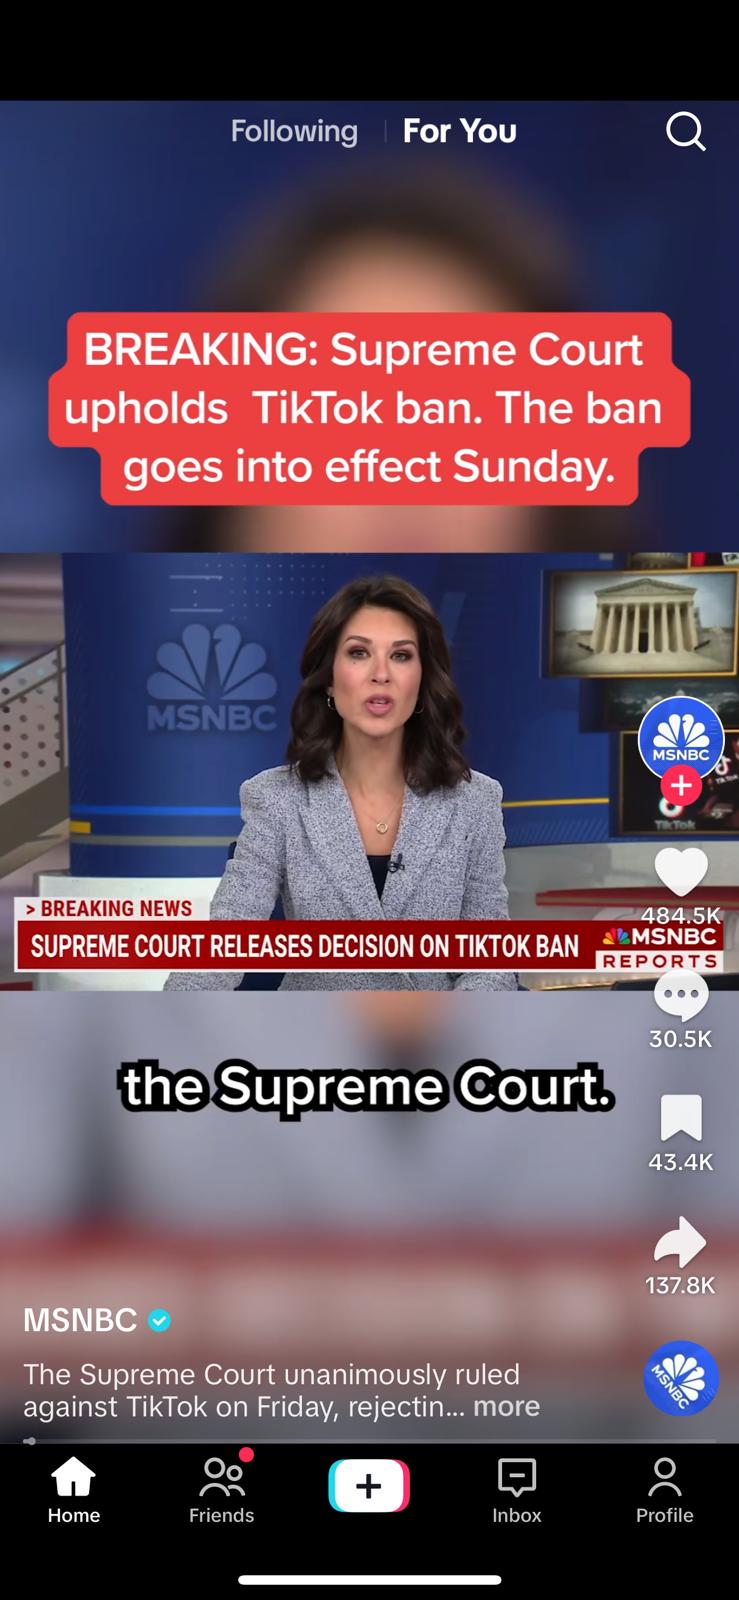 Following | For You
BREAKING: Supreme Court
upholds  TikTok ban. The ban
goes into effect Sunday.
MSNBC
MSNBC
TikTok
> BREAKING NEWS
484.5K
SUPREME COURT RELEASES DECISION ON TIKTOK BAN
MSNBC
REPORTS
30.5K
the Supreme Court.
43.4K
137.8K
MSNBC
The Supreme Court unanimously ruled
against TikTok on Friday, rejectin... more
MSNBC
Home
Friends
Inbox
Profile